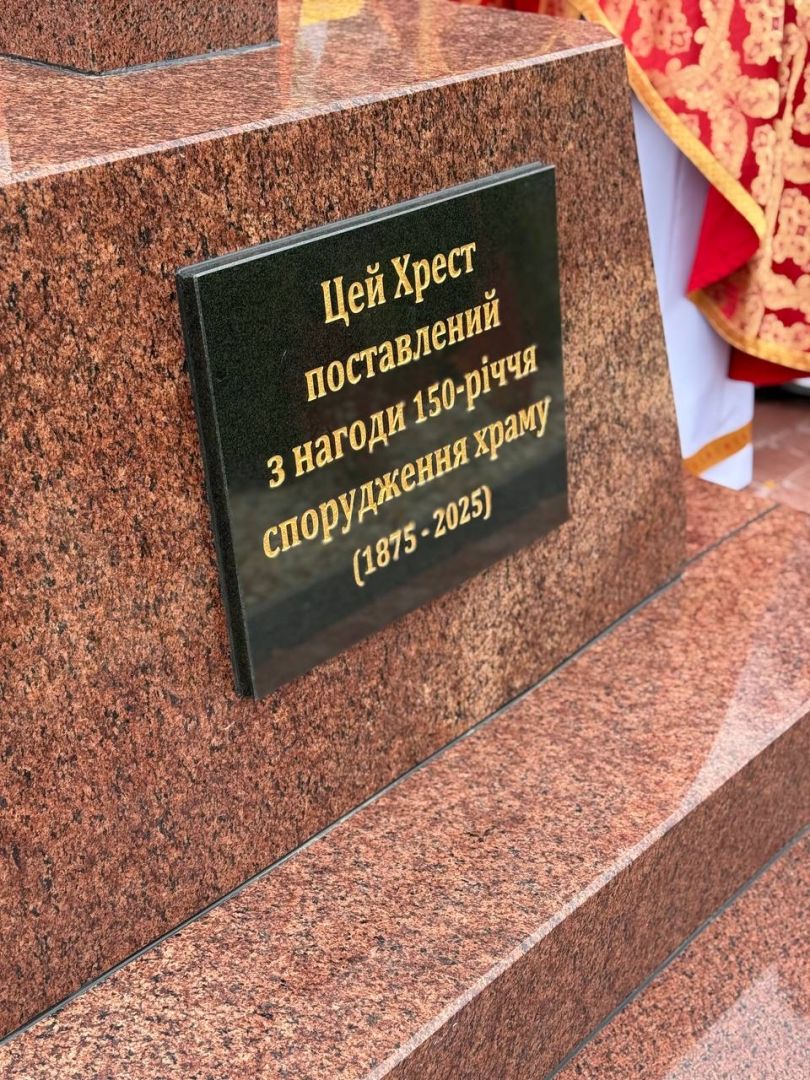 Цей Хрест
поставлений
з нагоди 150-річчя
спорудження храму
(1875 - 2025)